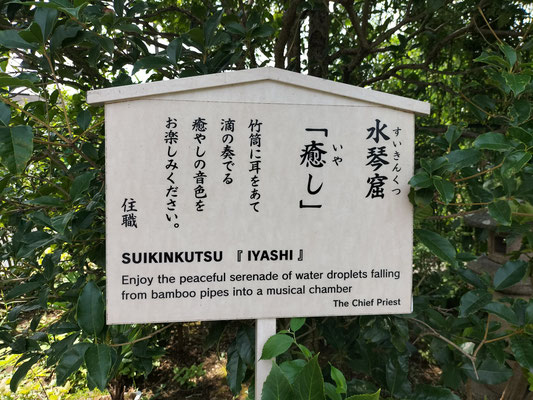 すいきんくつ
水琴窟
いや
「癒し」
竹筒に耳をあて
滴の奏でる
癒やしの音色を
お楽しみください。
住職
SUIKINKUTSU 『 IYASHI 』
Enjoy the peaceful serenade of water droplets falling
from bamboo pipes into a musical chamber
The Chief Priest